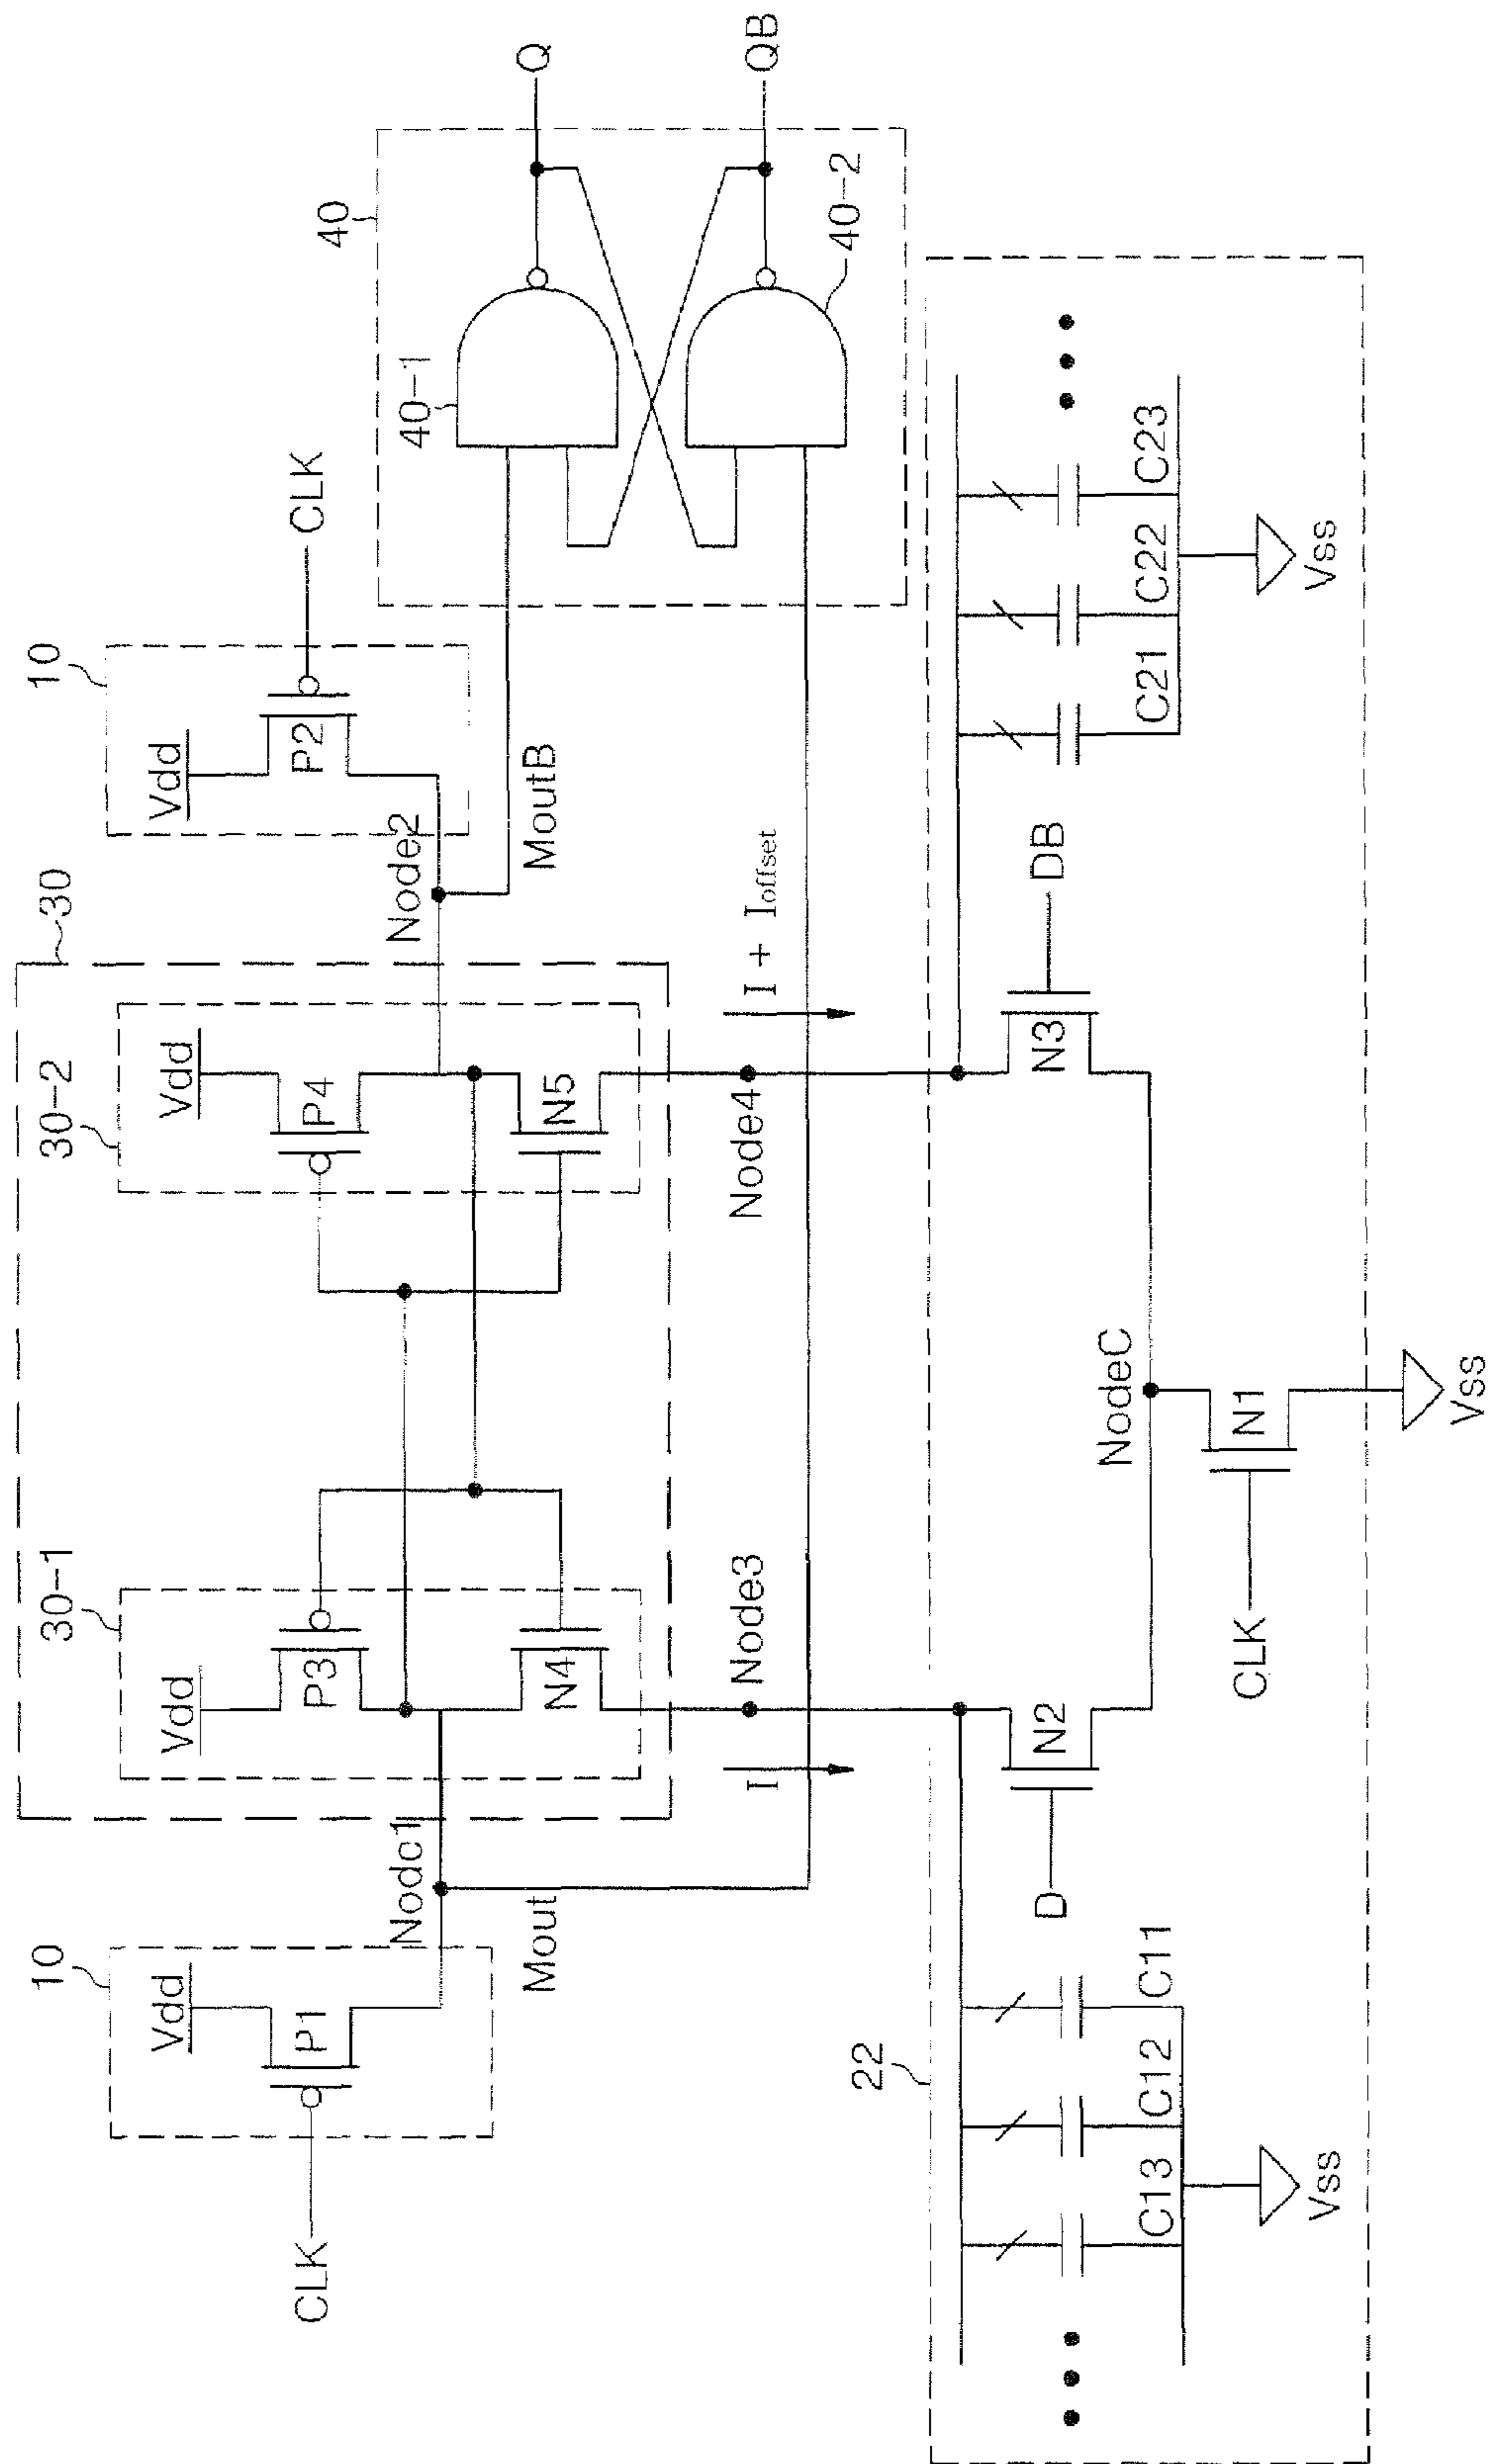 10
Vdd
P1
CLK
Node1
Mout
30
30-1
Vdd
P3
N4
30-2
Vdd
P4
N5
Node2
MoutB
10
Vdd
P2
CLK
40
40-1
40-2
Q
QB
Node3
I
Node4
I + Ioffset
22
C13
C12
C11
Vss
D
N2
NodeC
CLK
N1
Vss
N3
DB
C21
C22
C23
Vss